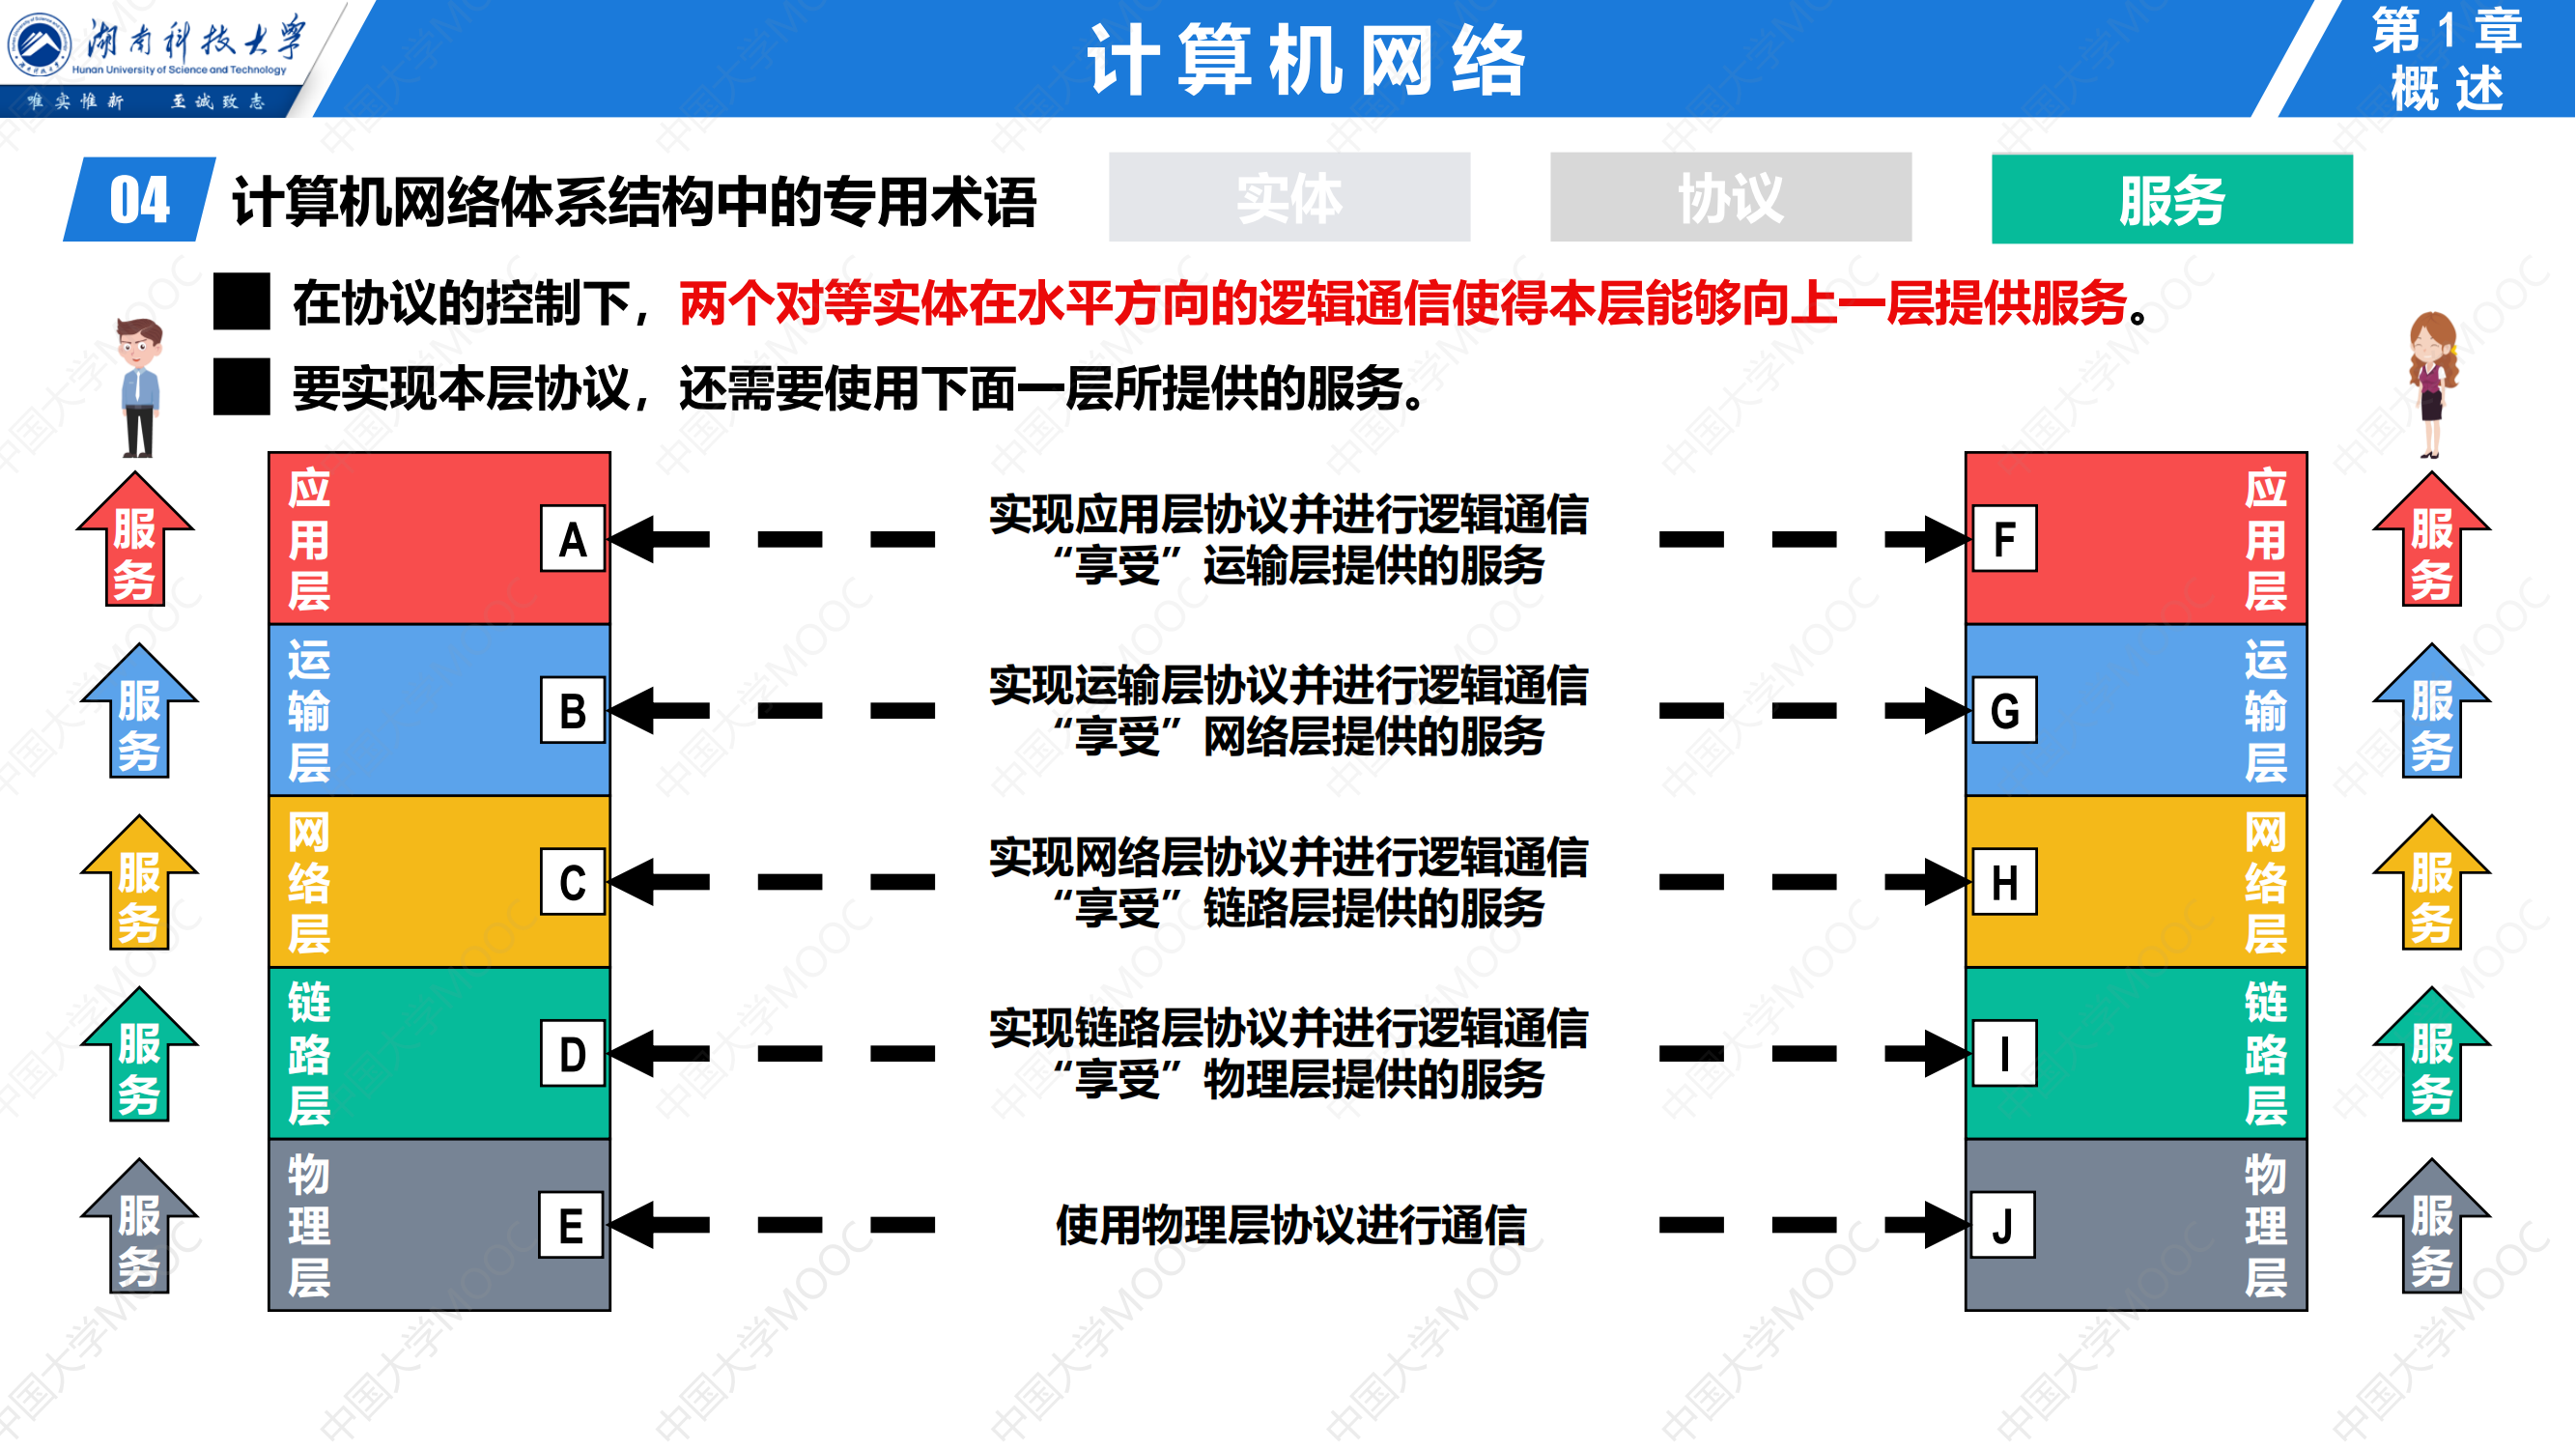 湖南科技大学
Hunan University of Science and Technology
唯实惟新 至诚致志
计算机网络
第1章
概述
04 计算机网络体系结构中的专用术语
实体
协议
服务
在协议的控制下，两个对等实体在水平方向的逻辑通信使得本层能够向上一层提供服务。
要实现本层协议，还需要使用下面一层所提供的服务。
服务
应用层
A
实现应用层协议并进行逻辑通信
“享受”运输层提供的服务
F
应用层
服务
服务
运输层
B
实现运输层协议并进行逻辑通信
“享受”网络层提供的服务
G
运输层
服务
服务
网络层
C
实现网络层协议并进行逻辑通信
“享受”链路层提供的服务
H
网络层
服务
服务
链路层
D
实现链路层协议并进行逻辑通信
“享受”物理层提供的服务
I
链路层
服务
服务
物理层
E
使用物理层协议进行通信
J
物理层
服务
中国大学MOOC